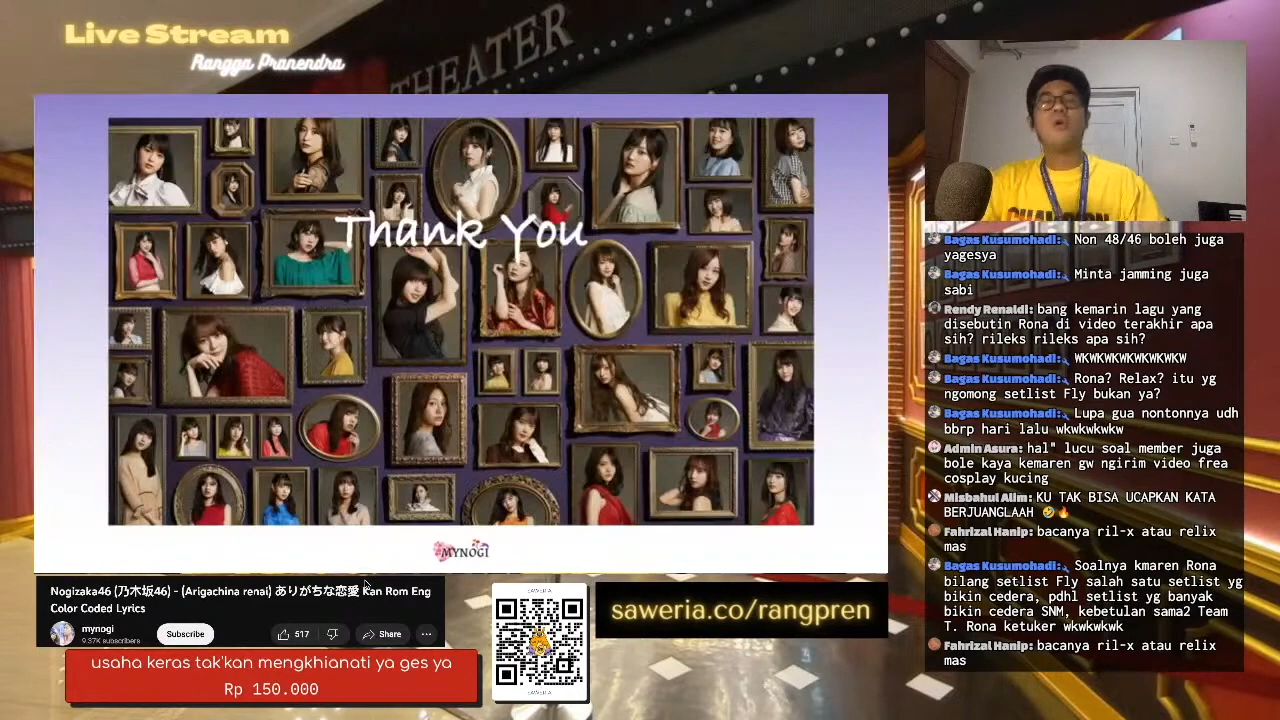 Live Stream
Rangga Pranendra
THEATER
Thank You
MYNOGI
Nogizaka46 (乃木坂46) - (Arigachina renai) ありがちな恋愛 Kan Rom Eng
Color Coded Lyrics
mynogi
9.37K subscribers
Subscribe
517
Share
usaha keras tak'kan mengkhianati ya ges ya
Rp 150.000
SAWERIA
SAWERIA
saweria.co/rangpren
Bagas Kusumohadi: Non 48/46 boleh juga
yagesya
Bagas Kusumohadi: Minta jamming juga
sabi
Rendy Renaldi: bang kemarin lagu yang
disebutin Rona di video terakhir apa
sih? rileks rileks apa sih?
Bagas Kusumohadi: WKWKWKWKWKWKWKW
Bagas Kusumohadi: Rona? Relax? itu yg
ngomong setlist Fly bukan ya?
Bagas Kusumohadi: Lupa gua nontonnya udh
bbrp hari lalu wkwkwkwkw
Admin Asura: hal" lucu soal member juga
bole kaya kemaren gw ngirim video frea
cosplay kucing
Misbahul Alim: KU TAK BISA UCAPKAN KATA
BERJUANGLAAH 🤣🔥
Fahrizal Hanip: bacanya ril-x atau relix
mas
Bagas Kusumohadi: Soalnya kmaren Rona
bilang setlist Fly salah satu setlist yg
bikin cedera, pdhl setlist yg banyak
bikin cedera SNM, kebetulan sama2 Team
T. Rona ketuker wkwkwkwk
Fahrizal Hanip: bacanya ril-x atau relix
mas